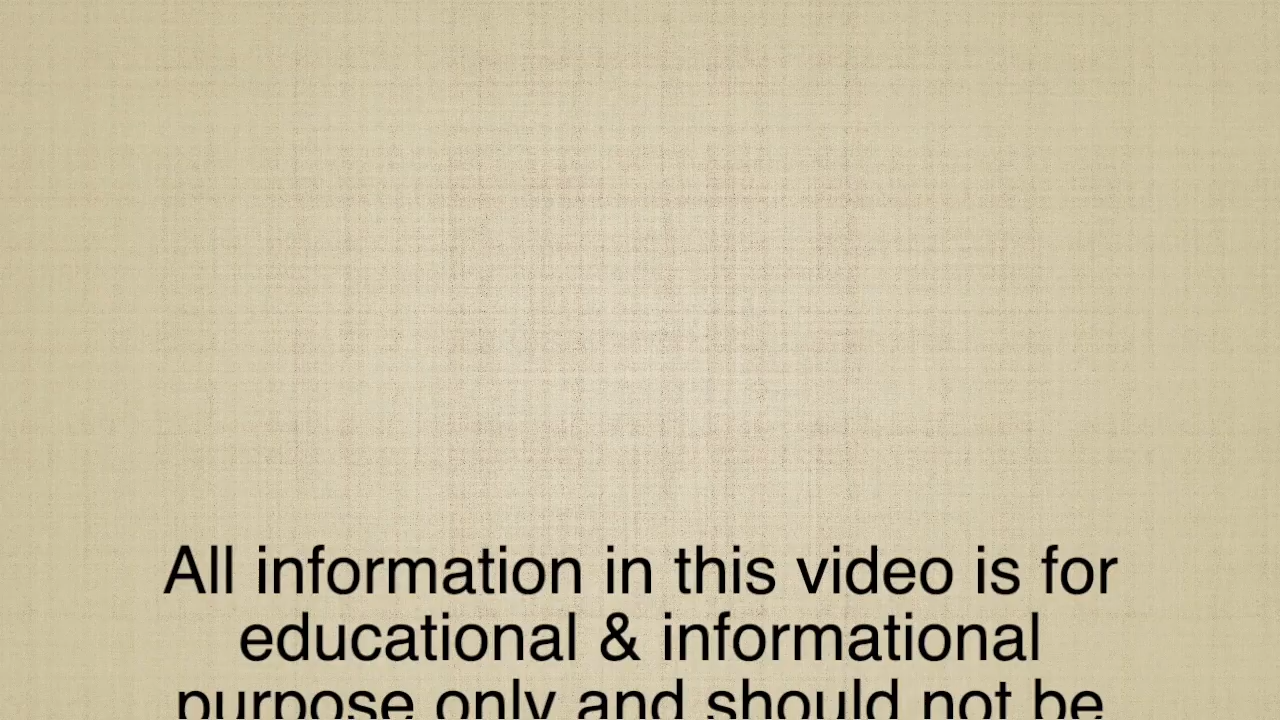 All information in this video is for
educational & informational
purpose only and should not be